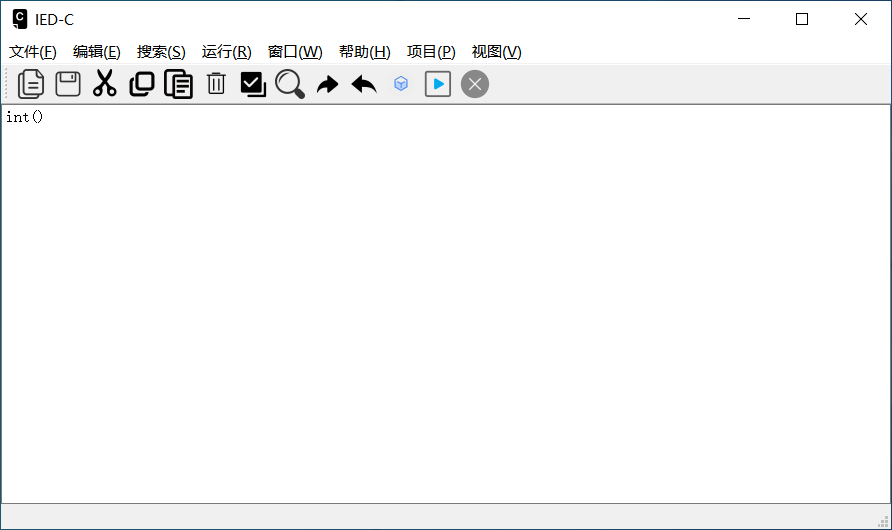 IED-C
文件(F) 编辑(E) 搜索(S) 运行(R) 窗口(W) 帮助(H) 项目(P) 视图(V)
int()